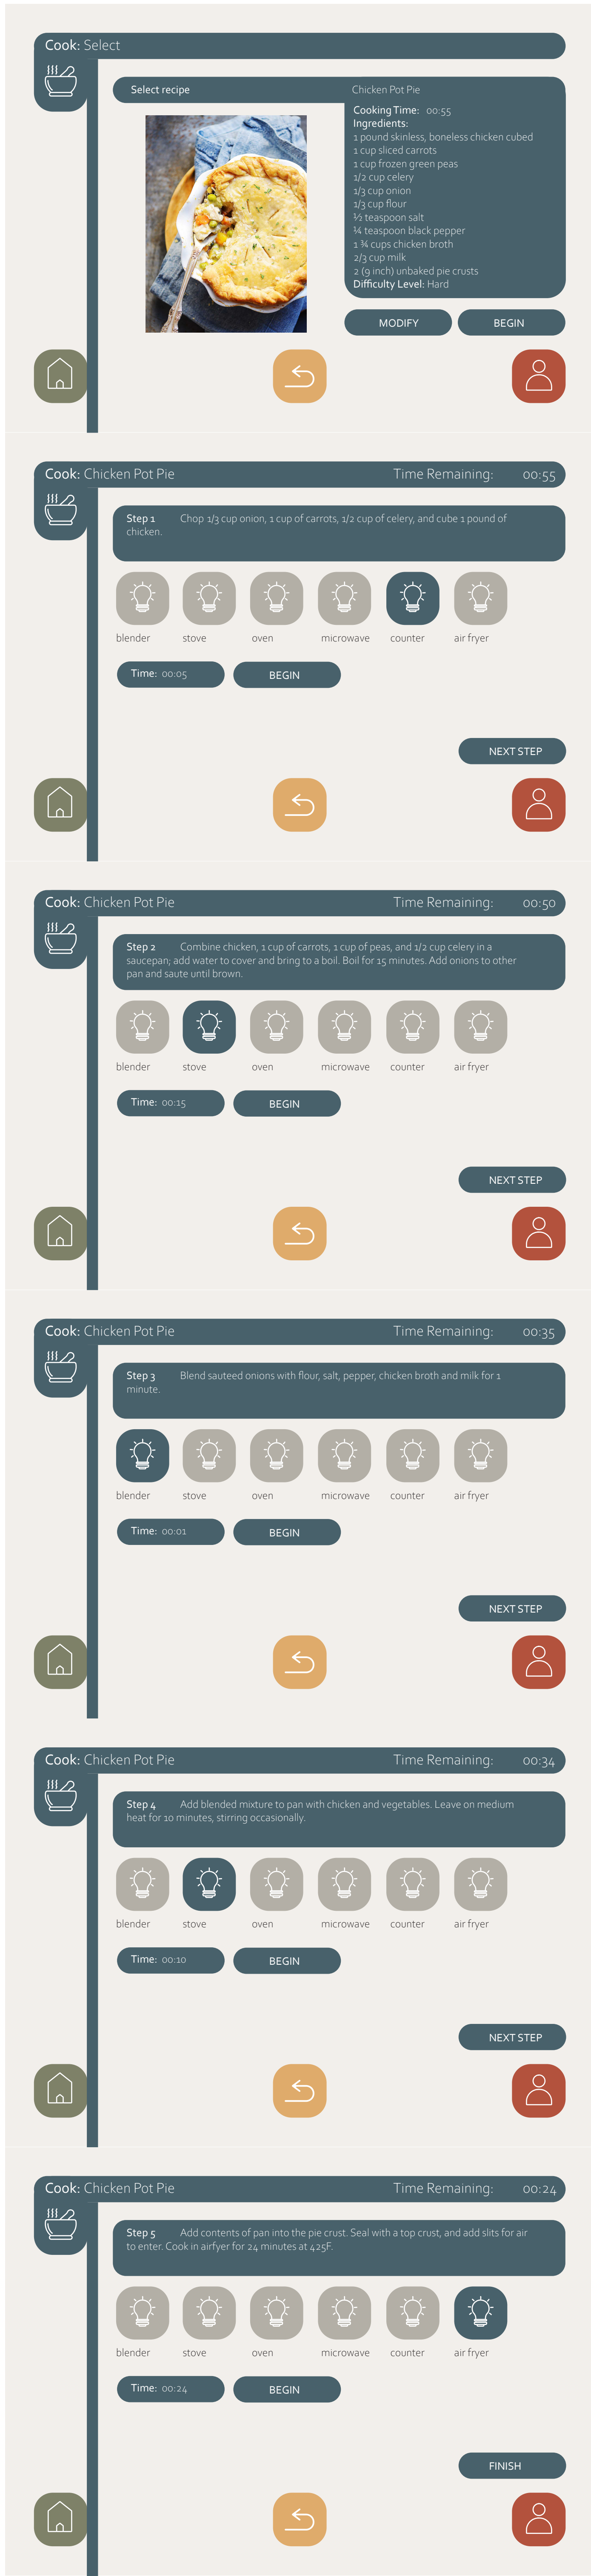 Cook: Select
Select recipe
Chicken Pot Pie
Cooking Time: 00:55
Ingredients:
1 pound skinless, boneless chicken cubed
1 cup sliced carrots
1 cup frozen green peas
1/2 cup celery
1/3 cup onion
1/3 cup flour
½ teaspoon salt
¼ teaspoon black pepper
1 ¾ cups chicken broth
2/3 cup milk
2 (9 inch) unbaked pie crusts
Difficulty Level: Hard
MODIFY
BEGIN
Cook: Chicken Pot Pie
Time Remaining: 00:55
Step 1 Chop 1/3 cup onion, 1 cup of carrots, 1/2 cup of celery, and cube 1 pound of
chicken.
blender stove oven microwave counter air fryer
Time: 00:05
BEGIN
NEXT STEP
Cook: Chicken Pot Pie
Time Remaining: 00:50
Step 2 Combine chicken, 1 cup of carrots, 1 cup of peas, and 1/2 cup celery in a
saucepan; add water to cover and bring to a boil. Boil for 15 minutes. Add onions to other
pan and saute until brown.
blender stove oven microwave counter air fryer
Time: 00:15
BEGIN
NEXT STEP
Cook: Chicken Pot Pie
Time Remaining: 00:35
Step 3 Blend sauteed onions with flour, salt, pepper, chicken broth and milk for 1
minute.
blender stove oven microwave counter air fryer
Time: 00:01
BEGIN
NEXT STEP
Cook: Chicken Pot Pie
Time Remaining: 00:34
Step 4 Add blended mixture to pan with chicken and vegetables. Leave on medium
heat for 10 minutes, stirring occasionally.
blender stove oven microwave counter air fryer
Time: 00:10
BEGIN
NEXT STEP
Cook: Chicken Pot Pie
Time Remaining: 00:24
Step 5 Add contents of pan into the pie crust. Seal with a top crust, and add slits for air
to enter. Cook in airfyer for 24 minutes at 425F.
blender stove oven microwave counter air fryer
Time: 00:24
BEGIN
FINISH